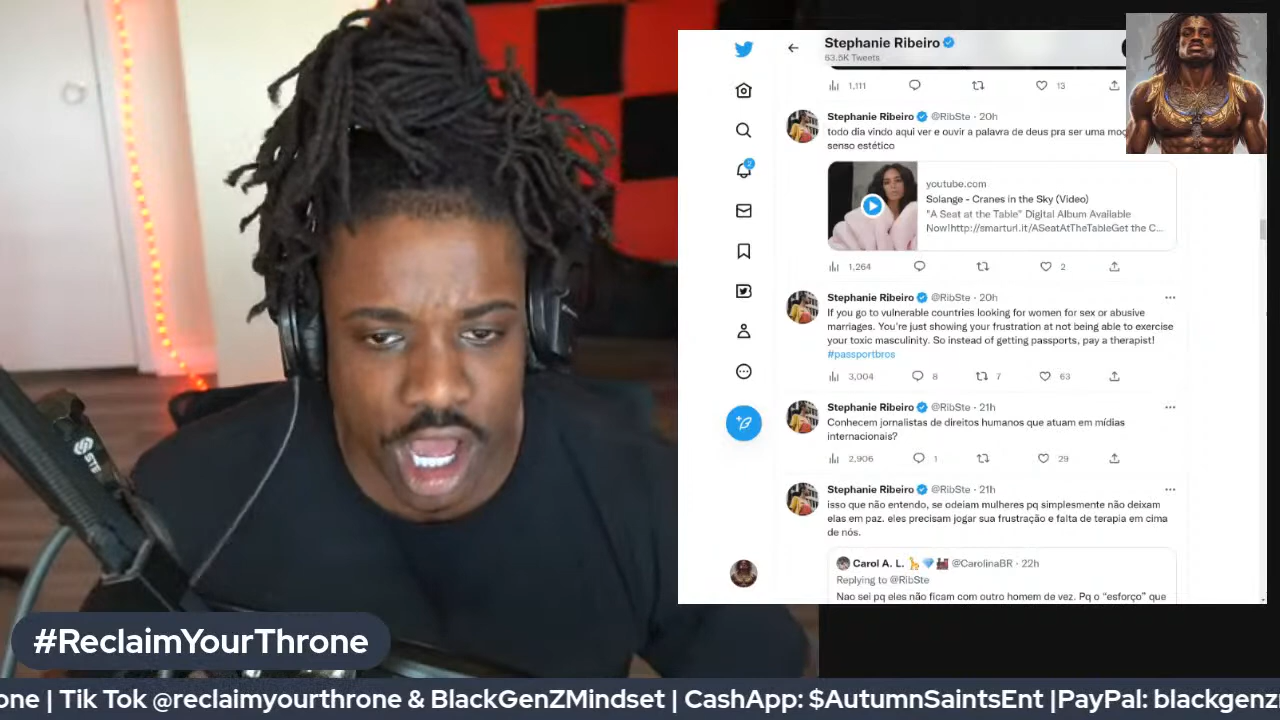 Stephanie Ribeiro
63.5K Tweets
1,111
13
Stephanie Ribeiro @RibSte · 20h
todo dia vindo aqui ver e ouvir a palavra de deus pra ser uma
senso estético
youtube.com
Solange - Cranes in the Sky (Video)
"A Seat at the Table" Digital Album Available
Now!http://smarturl.it/ASeatAtTheTableGet the C...
1,264
2
Stephanie Ribeiro @RibSte · 20h
If you go to vulnerable countries looking for women for sex or abusive
marriages. You're just showing your frustration at not being able to exercise
your toxic masculinity. So instead of getting passports, pay a therapist!
#passportbros
3,004
8
7
63
Stephanie Ribeiro @RibSte · 21h
Conhecem jornalistas de direitos humanos que atuam em mídias
internacionais?
2,906
1
29
Stephanie Ribeiro @RibSte · 21h
isso que não entendo, se odeiam mulheres pq simplesmente não deixam
elas em paz. eles precisam jogar sua frustração e falta de terapia em cima
de nós.
Carol A. L. @CarolinaBR · 22h
Replying to @RibSte
Nao sei pq eles não ficam com outro homem de vez. Pq o “esforço” que
#ReclaimYourThrone
one | Tik Tok @reclaimyourthrone & BlackGenZMindset | CashApp: $AutumnSaintsEnt |PayPal: blackgenz